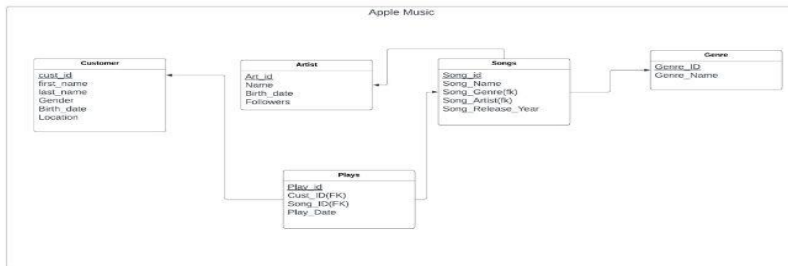 Apple Music
Customer
cust_id
first_name
last_name
Gender
Birth_date
Location
Artist
Art_id
Name
Birth_date
Followers
Songs
Song_id
Song_Name
Song_Genre(fk)
Song_Artist(fk)
Song_Release_Year
Genre
Genre_ID
Genre_Name
Plays
Play_id
Cust_ID(FK)
Song_ID(FK)
Play_Date